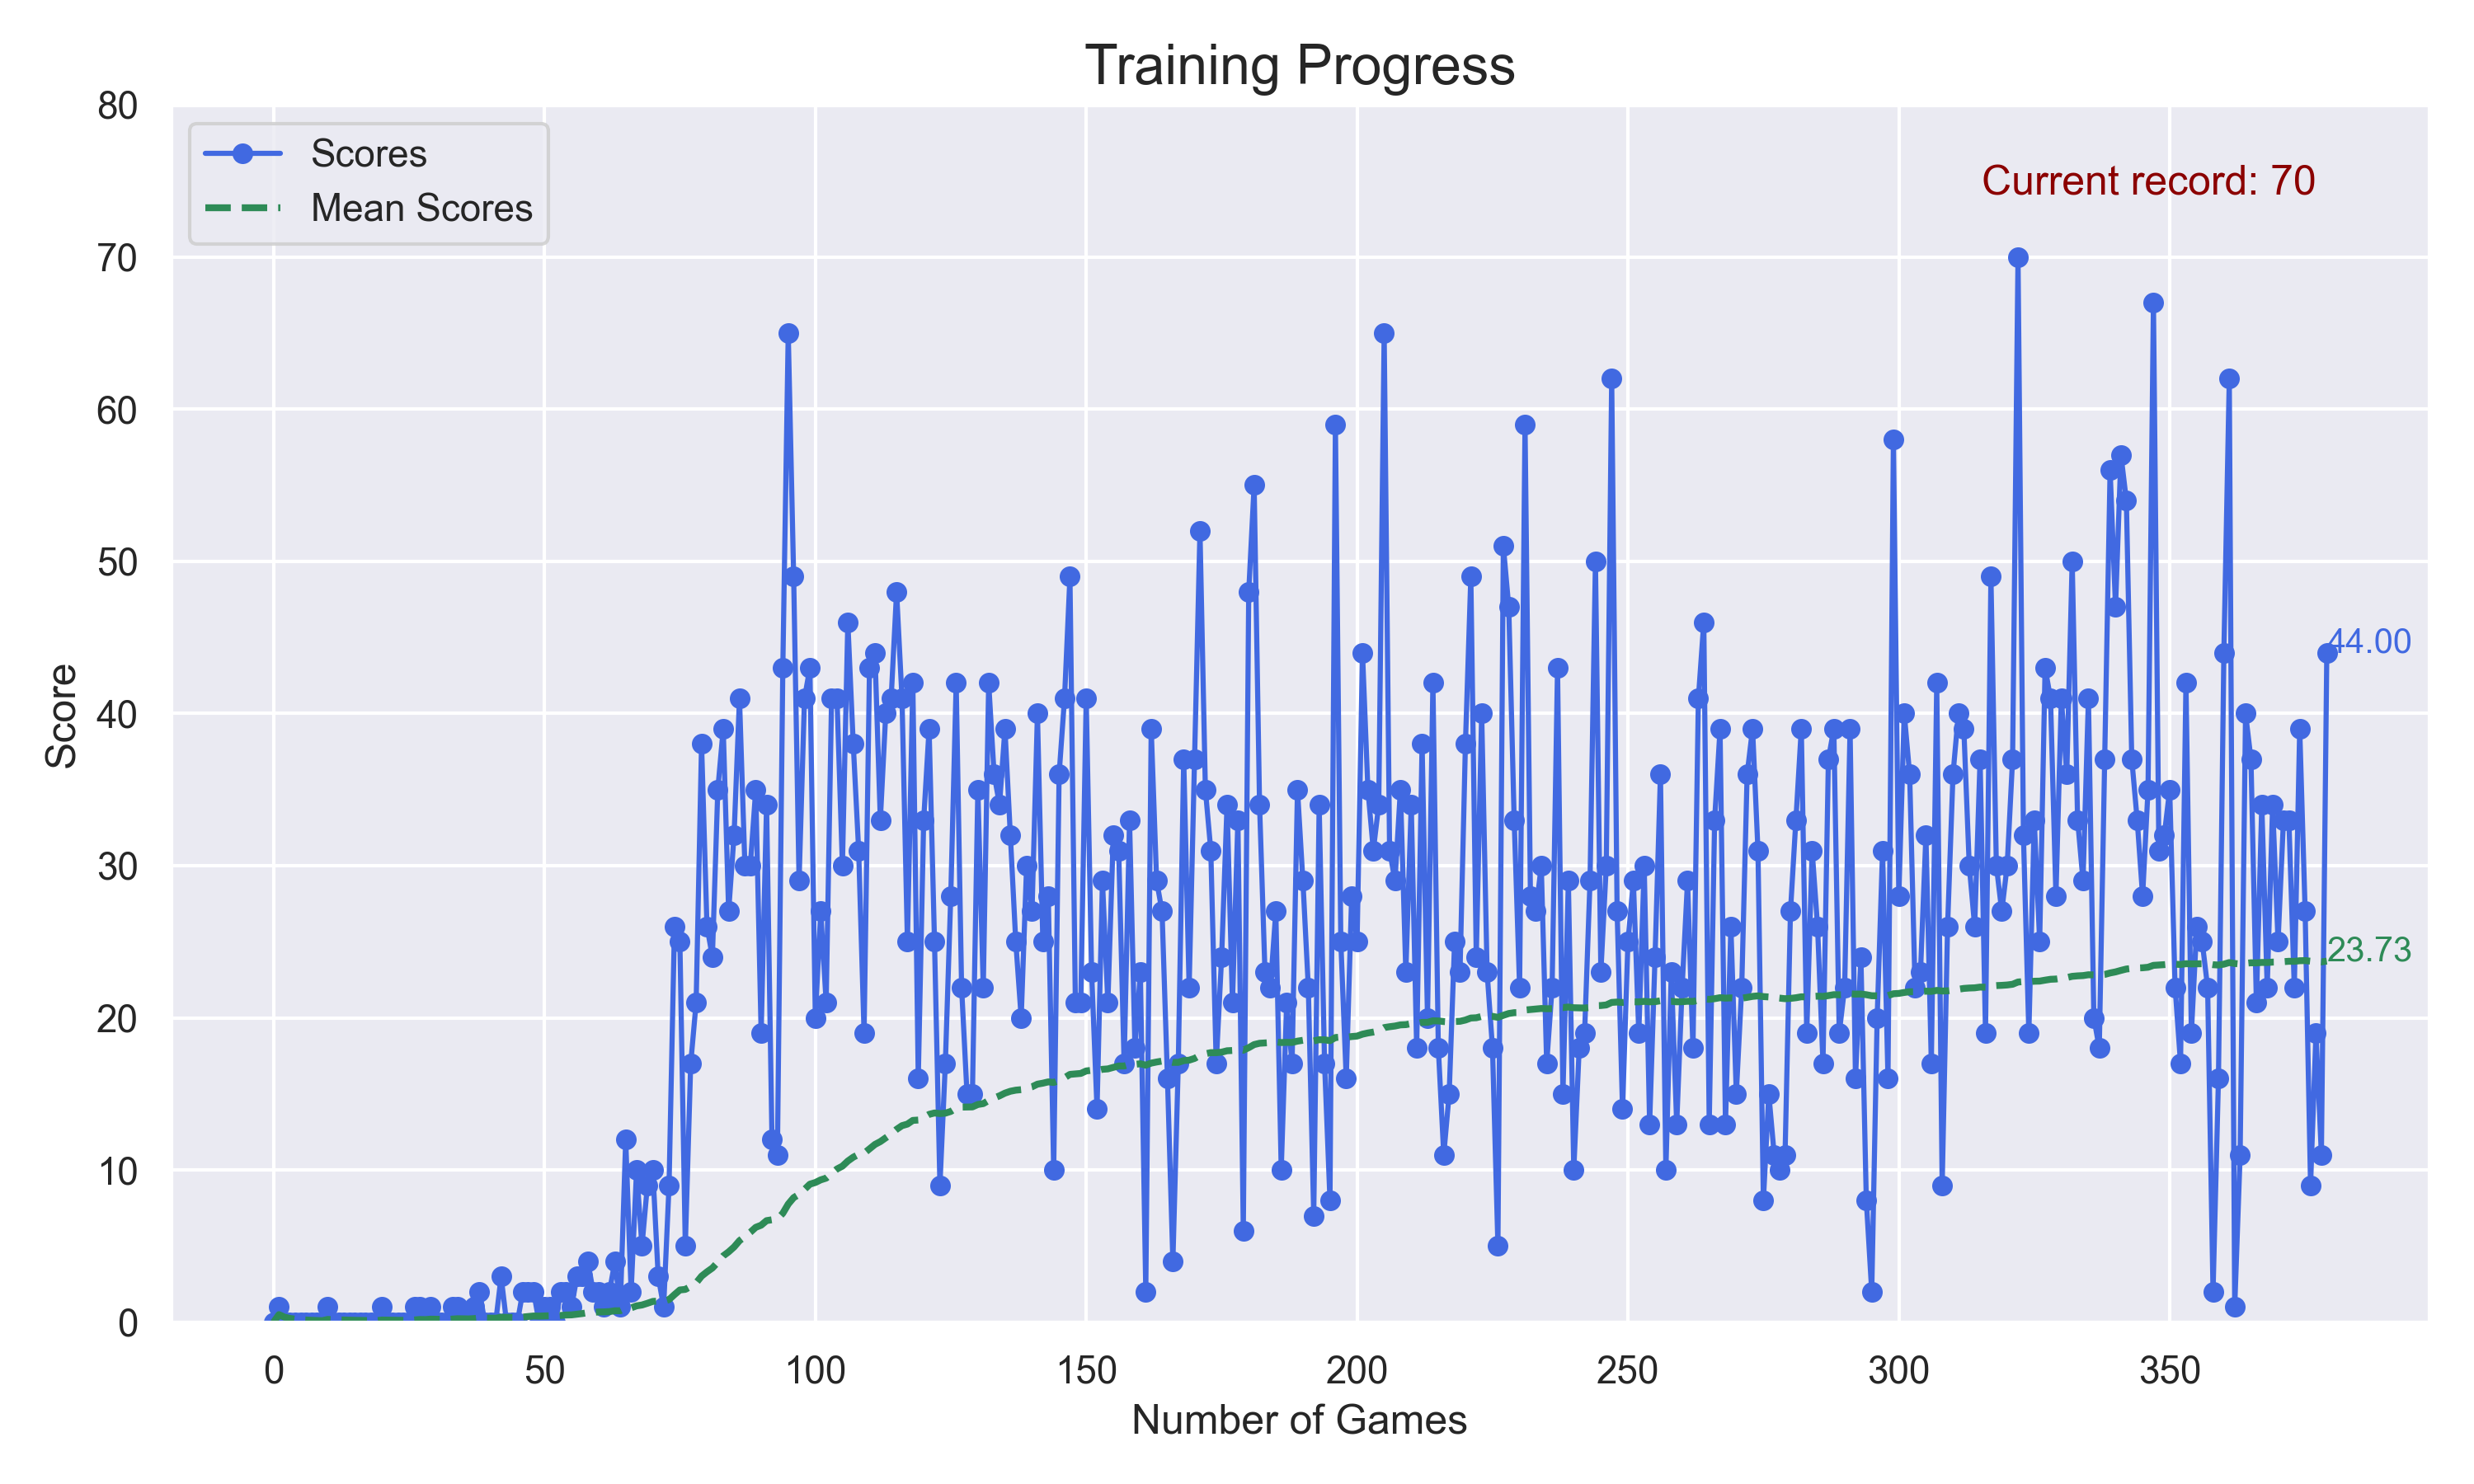 Training Progress
80
70
60
50
40
30
20
10
0
Score
Scores
Mean Scores
Current record: 70
44.00
23.73
0 50 100 150 200 250 300 350
Number of Games